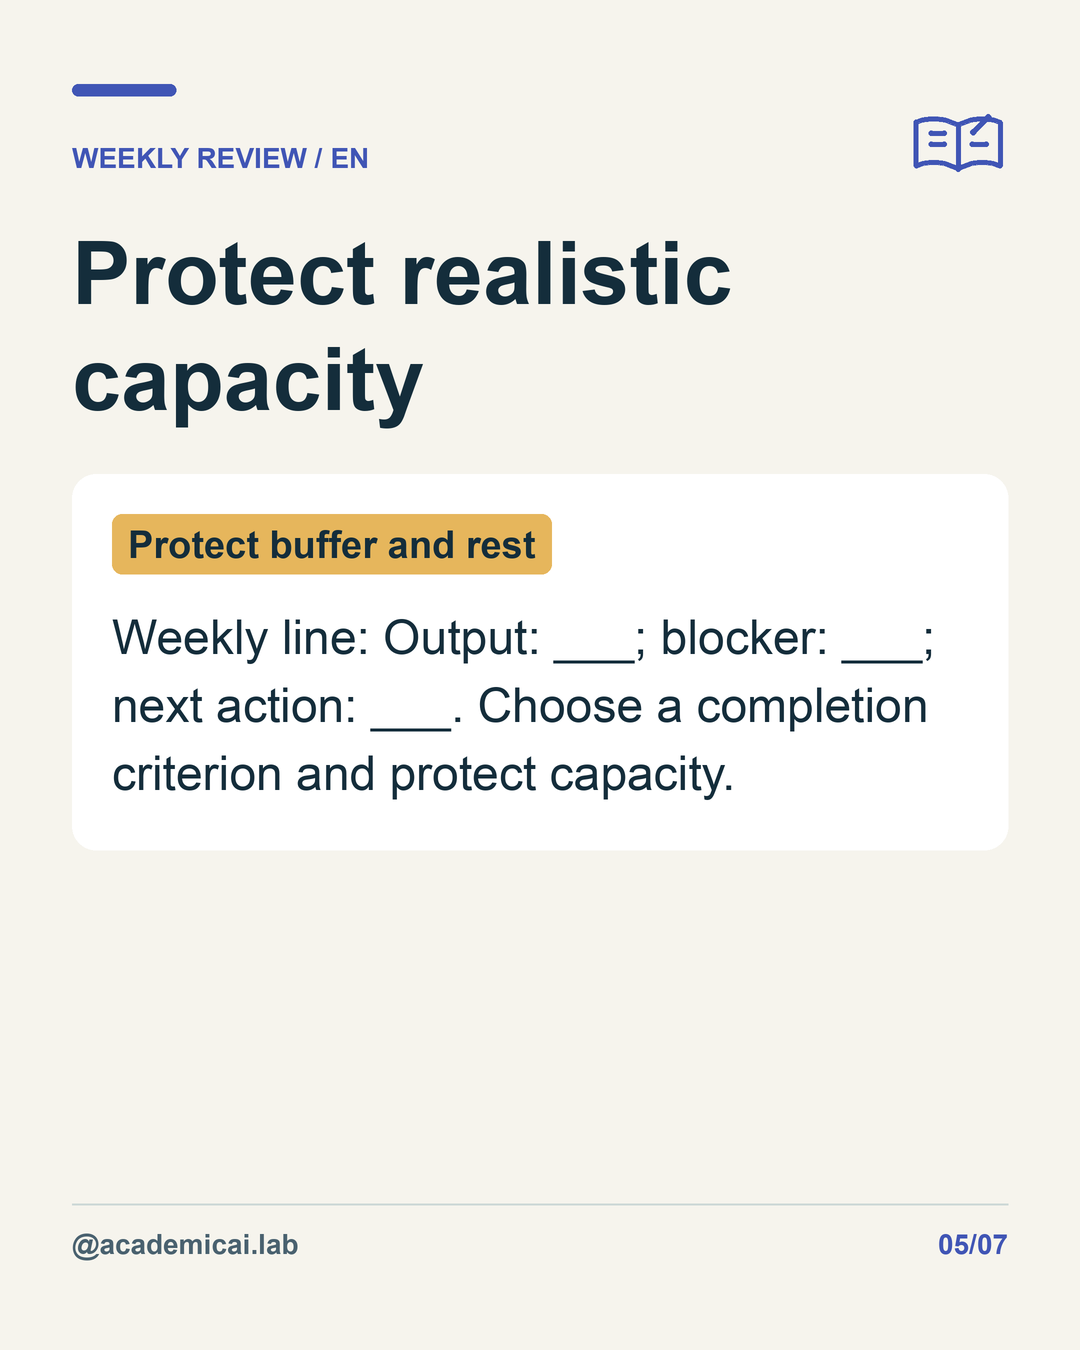 WEEKLY REVIEW / EN
Protect realistic
capacity
Protect buffer and rest
Weekly line: Output: ___; blocker: ___;
next action: ___. Choose a completion
criterion and protect capacity.
@academicai.lab
05/07